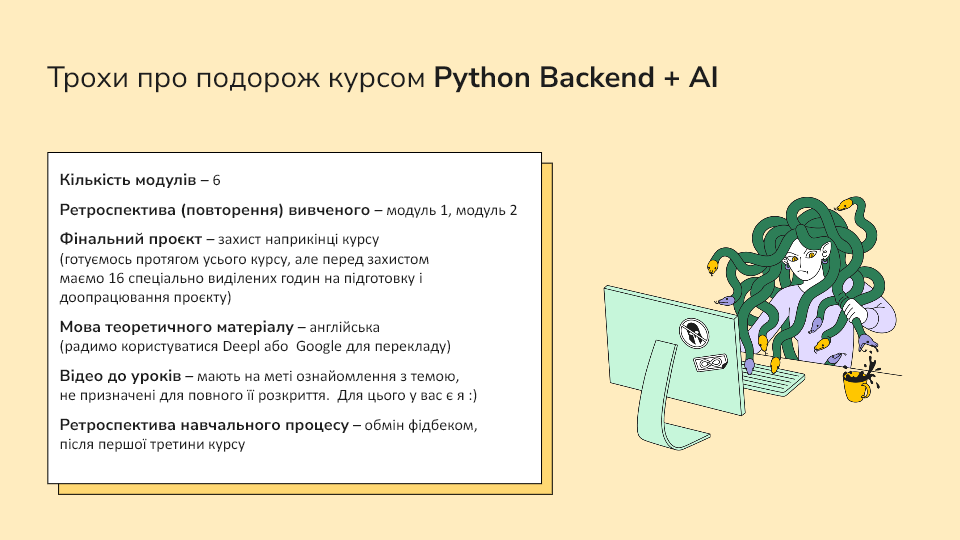 Трохи про подорож курсом Python Backend + AI
Кількість модулів – 6
Ретроспектива (повторення) вивченого – модуль 1, модуль 2
Фінальний проєкт – захист наприкінці курсу
(готуємось протягом усього курсу, але перед захистом
маємо 16 спеціально виділених годин на підготовку і
доопрацювання проєкту)
Мова теоретичного матеріалу – англійська
(радимо користуватися Deepl або  Google для перекладу)
Відео до уроків – мають на меті ознайомлення з темою,
не призначені для повного її розкриття.  Для цього у вас є я :)
Ретроспектива навчального процесу – обмін фідбеком,
після першої третини курсу